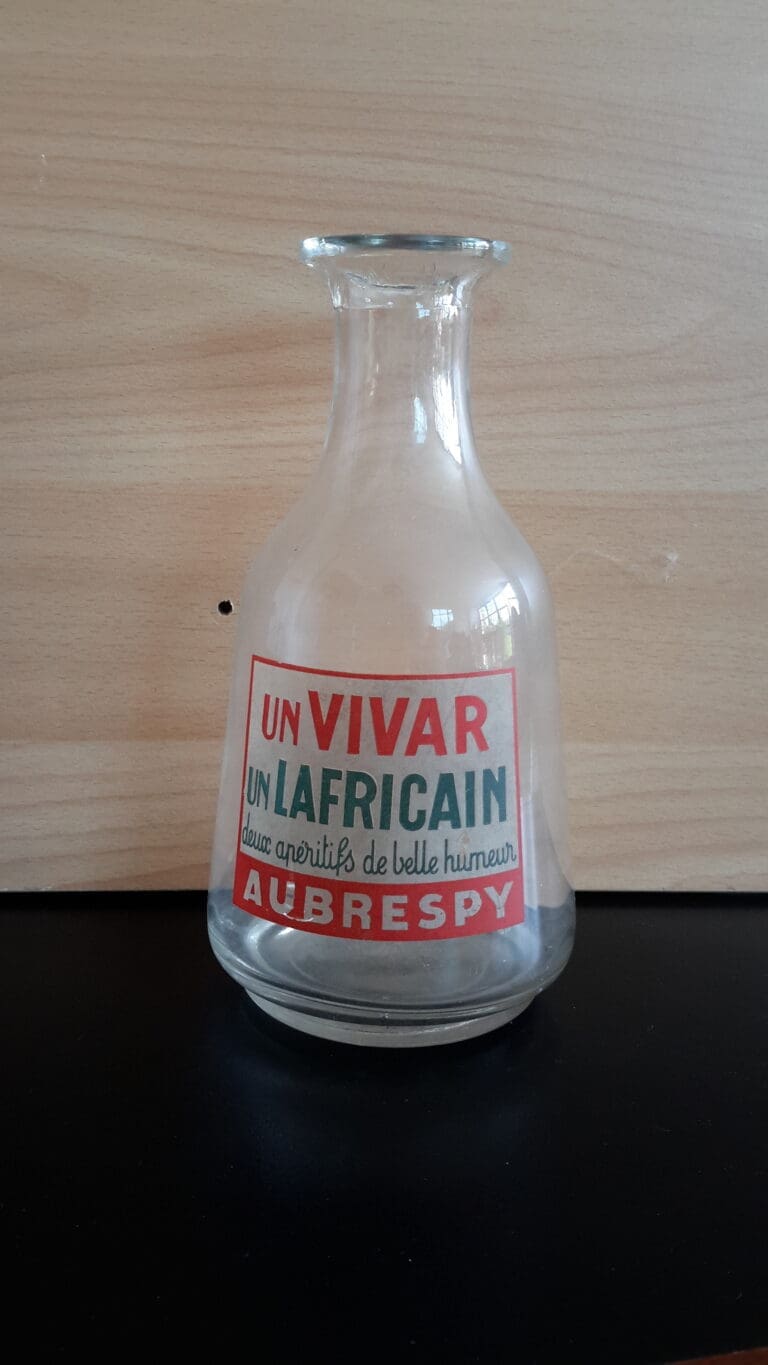 UN VIVAR
UN LAFRICAIN
deux apéritifs de belle humeur
AUBRESPY